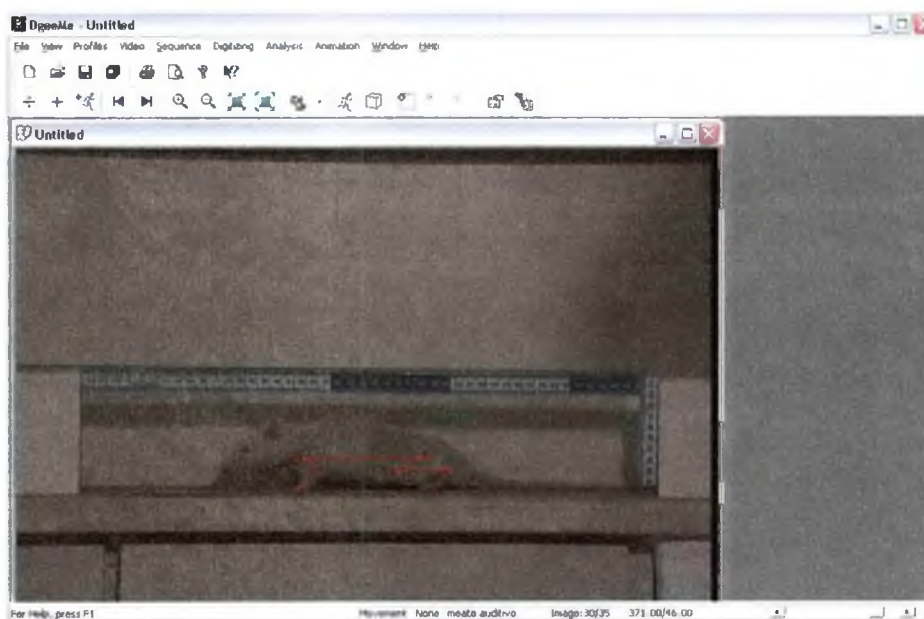 DgeeMe - Untitled
File View Profiles Video Sequence Digitizing Analysis Animation Window Help
Untitled
For Help, press F1 Movement None meato auditivo Image: 30/35 371.00/46.00